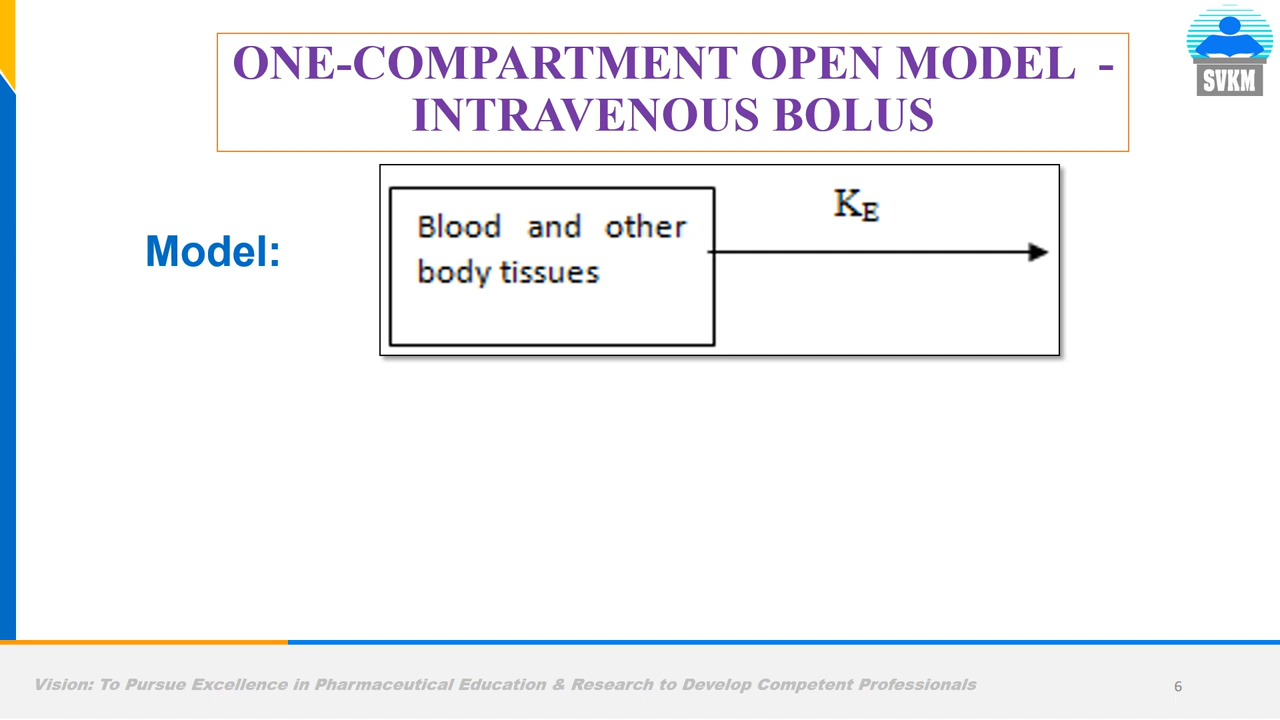 ONE-COMPARTMENT OPEN MODEL -
INTRAVENOUS BOLUS
SVKM
Model:
Blood and other
body tissues
KE
Vision: To Pursue Excellence in Pharmaceutical Education & Research to Develop Competent Professionals
6